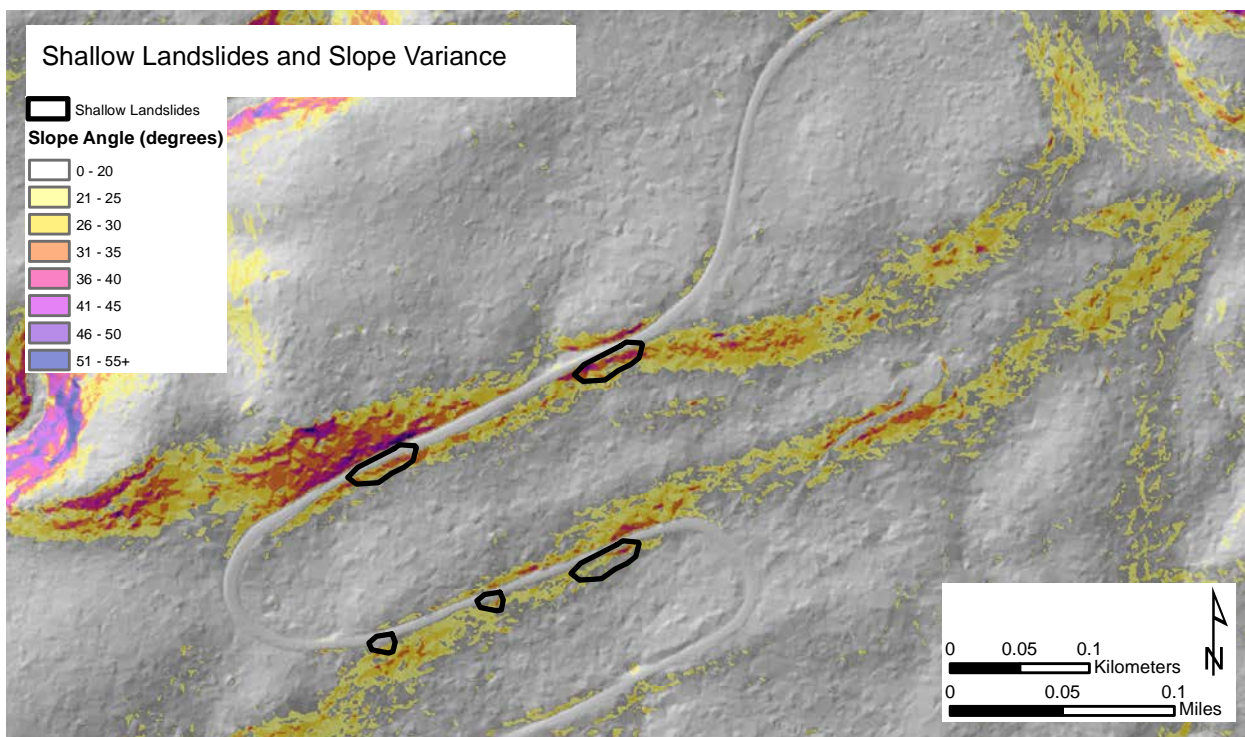 Shallow Landslides and Slope Variance
Shallow Landslides
Slope Angle (degrees)
0 - 20
21 - 25
26 - 30
31 - 35
36 - 40
41 - 45
46 - 50
51 - 55+
0 0.05 0.1
Kilometers
0 0.05 0.1
Miles
N